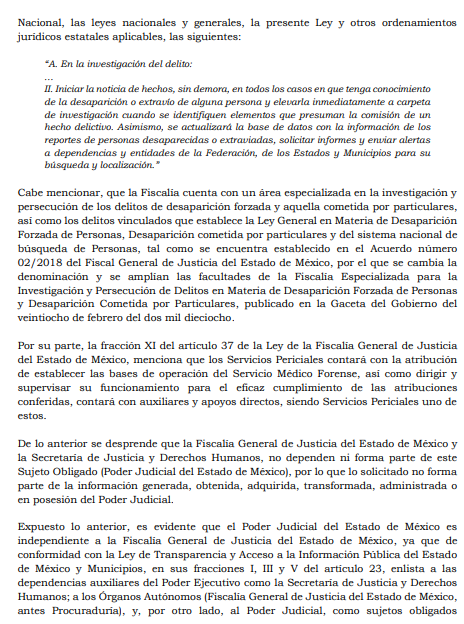 Nacional, las leyes nacionales y generales, la presente Ley y otros ordenamientos
jurídicos estatales aplicables, las siguientes:
“A. En la investigación del delito:
…
II. Iniciar la noticia de hechos, sin demora, en todos los casos en que tenga conocimiento
de la desaparición o extravío de alguna persona y elevarla inmediatamente a carpeta
de investigación cuando se identifiquen elementos que presuman la comisión de un
hecho delictivo. Asimismo, se actualizará la base de datos con la información de los
reportes de personas desaparecidas o extraviadas, solicitar informes y enviar alertas
a dependencias y entidades de la Federación, de los Estados y Municipios para su
búsqueda y localización.”
Cabe mencionar, que la Fiscalía cuenta con un área especializada en la investigación y
persecución de los delitos de desaparición forzada y aquella cometida por particulares,
así como los delitos vinculados que establece la Ley General en Materia de Desaparición
Forzada de Personas, Desaparición cometida por particulares y del sistema nacional de
búsqueda de Personas, tal como se encuentra establecido en el Acuerdo número
02/2018 del Fiscal General de Justicia del Estado de México, por el que se cambia la
denominación y se amplían las facultades de la Fiscalía Especializada para la
Investigación y Persecución de Delitos en Materia de Desaparición Forzada de Personas
y Desaparición Cometida por Particulares, publicado en la Gaceta del Gobierno del
veintiocho de febrero del dos mil dieciocho.
Por su parte, la fracción XI del artículo 37 de la Ley de la Fiscalía General de Justicia
del Estado de México, menciona que los Servicios Periciales contará con la atribución
de establecer las bases de operación del Servicio Médico Forense, así como dirigir y
supervisar su funcionamiento para el eficaz cumplimiento de las atribuciones
conferidas, contará con auxiliares y apoyos directos, siendo Servicios Periciales uno de
estos.
De lo anterior se desprende que la Fiscalía General de Justicia del Estado de México y
la Secretaría de Justicia y Derechos Humanos, no dependen ni forma parte de este
Sujeto Obligado (Poder Judicial del Estado de México), por lo que lo solicitado no forma
parte de la información generada, obtenida, adquirida, transformada, administrada o
en posesión del Poder Judicial.
Expuesto lo anterior, es evidente que el Poder Judicial del Estado de México es
independiente a la Fiscalía General de Justicia del Estado de México, ya que de
conformidad con la Ley de Transparencia y Acceso a la Información Pública del Estado
de México y Municipios, en sus fracciones I, III y V del artículo 23, enlista a las
dependencias auxiliares del Poder Ejecutivo como la Secretaría de Justicia y Derechos
Humanos; a los Órganos Autónomos (Fiscalía General de Justicia del Estado de México,
antes Procuraduría), y, por otro lado, al Poder Judicial, como sujetos obligados